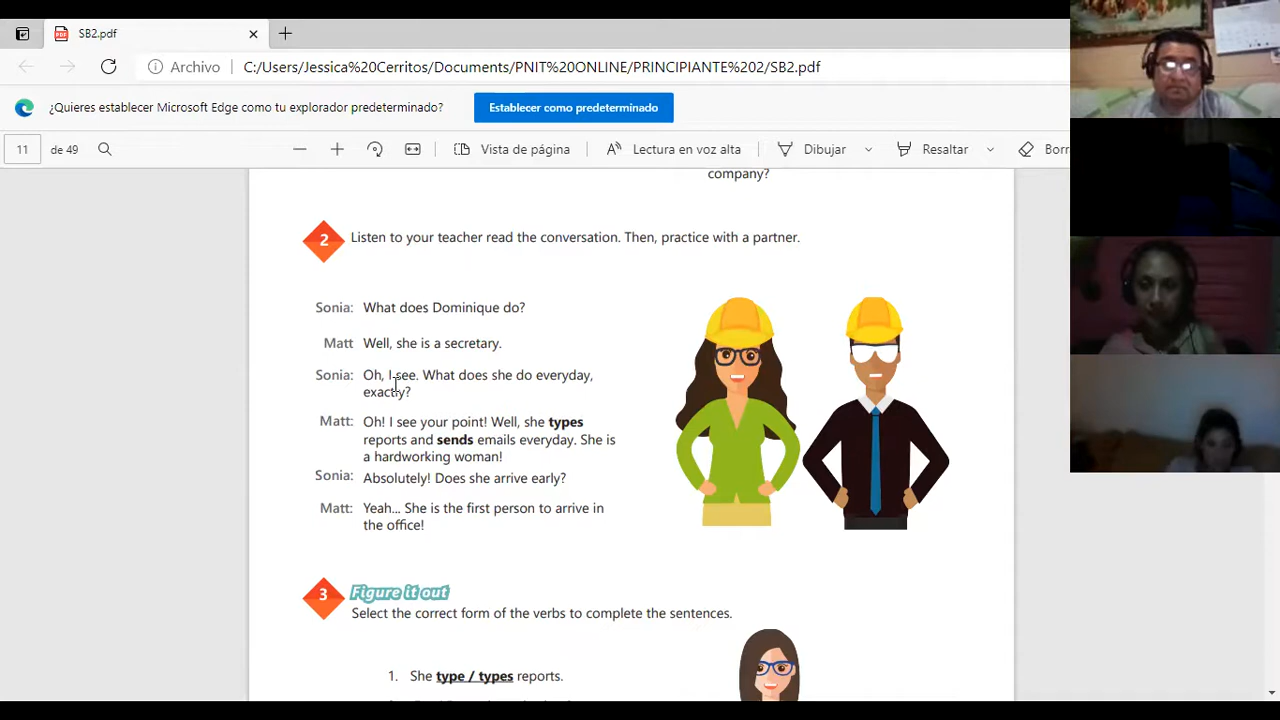 SB2.pdf
Archivo C:/Users/Jessica%20Cerritos/Documents/PNIT%20ONLINE/PRINCIPIANTE%202/SB2.pdf
¿Quieres establecer Microsoft Edge como tu explorador predeterminado? Establecer como predeterminado
11 de 49 Vista de página Lectura en voz alta Dibujar Resaltar Bor
company?
2 Listen to your teacher read the conversation. Then, practice with a partner.
Sonia: What does Dominique do?
Matt Well, she is a secretary.
Sonia: Oh, I see. What does she do everyday,
exactly?
Matt: Oh! I see your point! Well, she types
reports and sends emails everyday. She is
a hardworking woman!
Sonia: Absolutely! Does she arrive early?
Matt: Yeah... She is the first person to arrive in
the office!
3 Figure it out
Select the correct form of the verbs to complete the sentences.
1. She type / types reports.